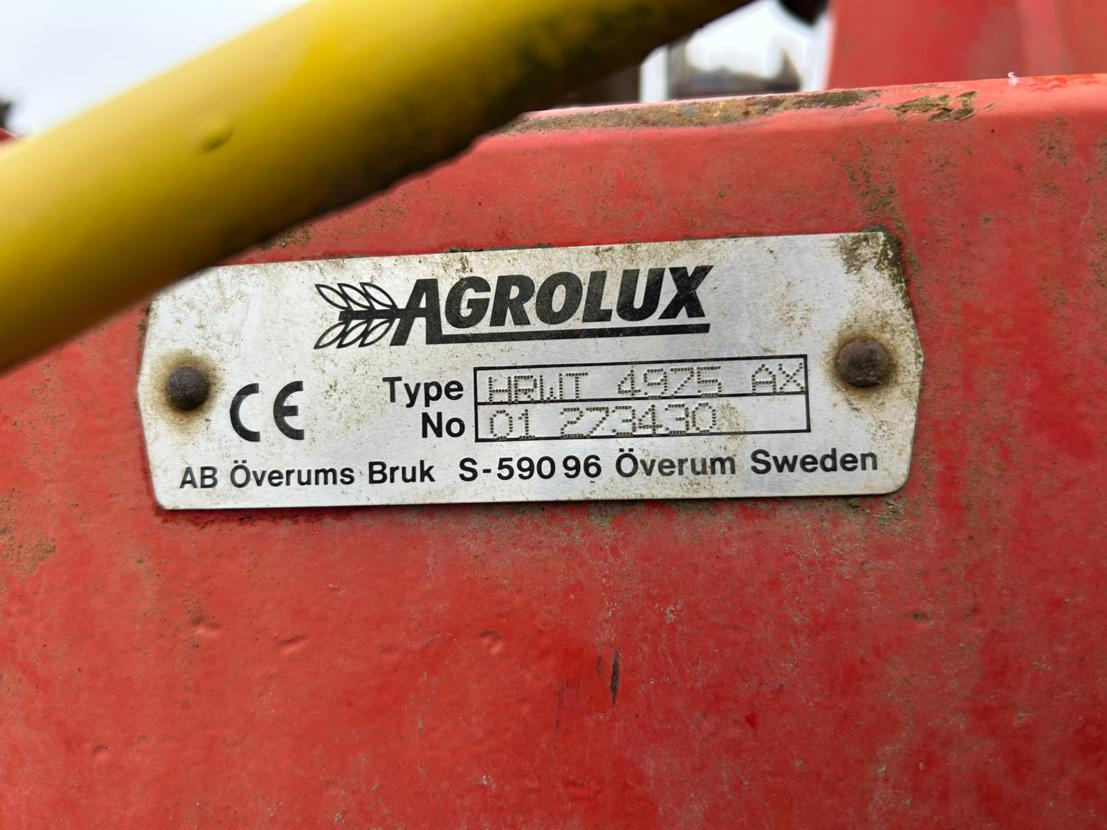 AGROLUX
CE
Type HRWT 4975 AX
No 01 273430
AB Överums Bruk S-590 96 Överum Sweden